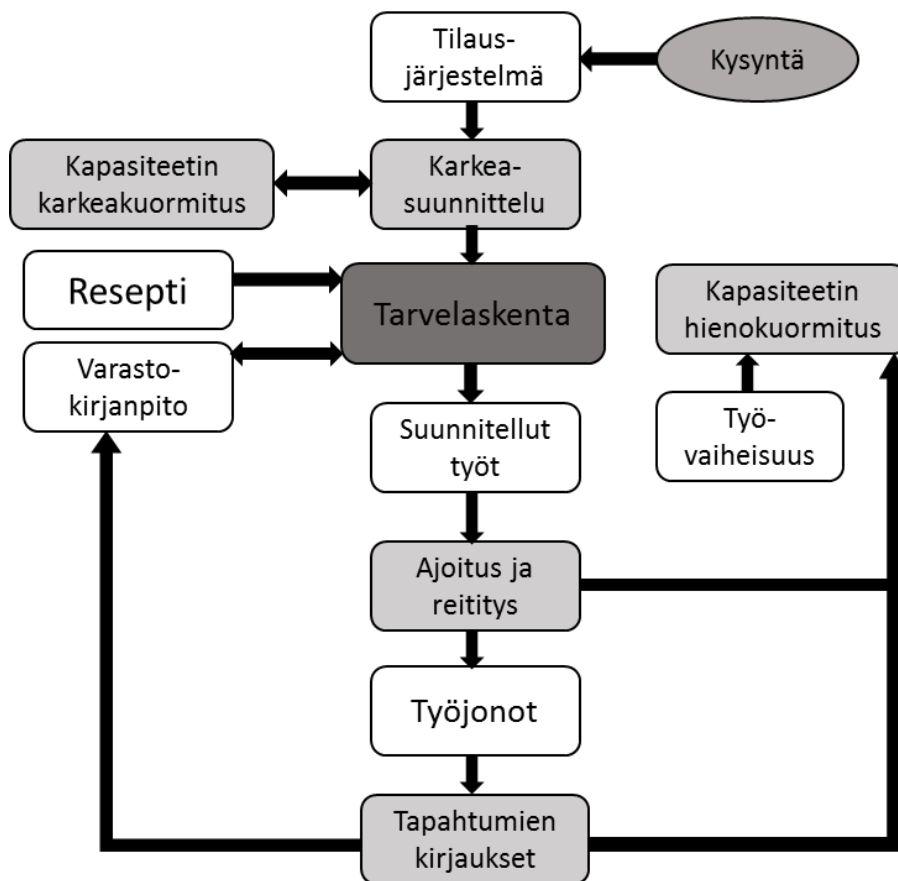 Tilaus-
järjestelmä
Kysyntä
Kapasiteetin
karkeakuormitus
Karkea-
suunnittelu
Resepti
Tarvelaskenta
Kapasiteetin
hienokuormitus
Varasto-
kirjanpito
Suunnitellut
työt
Työ-
vaiheisuus
Ajoitus ja
reititys
Työjonot
Tapahtumien
kirjaukset